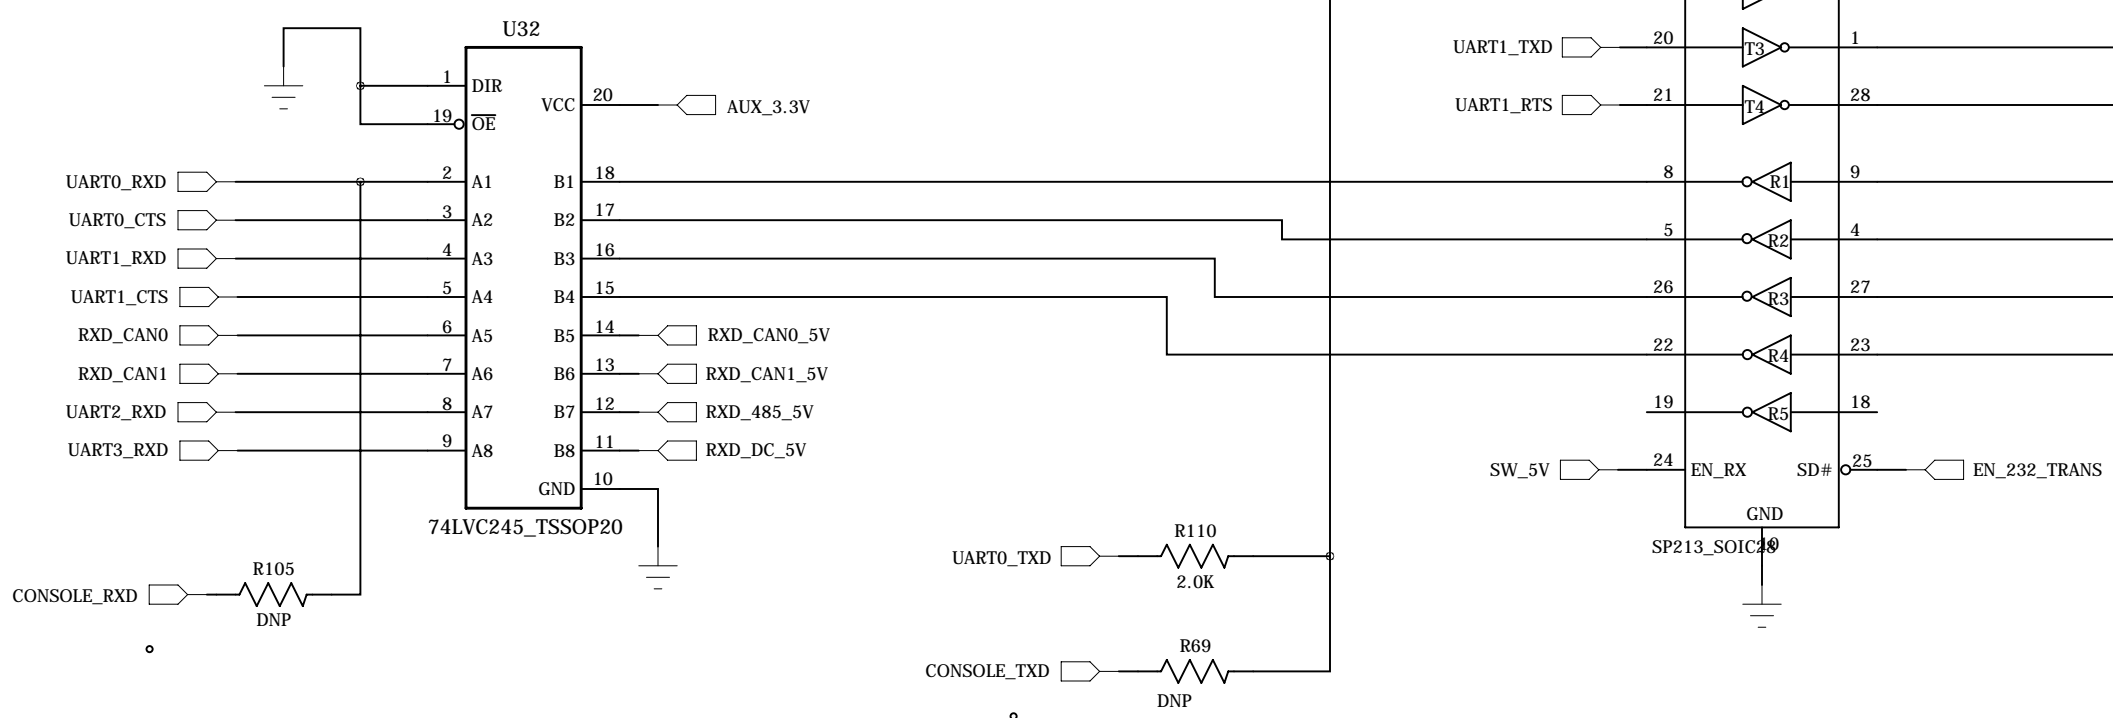 U32
1 DIR
19 OE
VCC 20 AUX_3.3V
UART0_RXD 2 A1 B1 18
UART0_CTS 3 A2 B2 17
UART1_RXD 4 A3 B3 16
UART1_CTS 5 A4 B4 15
RXD_CAN0 6 A5 B5 14 RXD_CAN0_5V
RXD_CAN1 7 A6 B6 13 RXD_CAN1_5V
UART2_RXD 8 A7 B7 12 RXD_485_5V
UART3_RXD 9 A8 B8 11 RXD_DC_5V
GND 10
74LVC245_TSSOP20
R105
CONSOLE_RXD
DNP
R110
UART0_TXD
2.0K
R69
CONSOLE_TXD
DNP
UART1_TXD 20 T3 1
UART1_RTS 21 T4 28
8 R1 9
5 R2 4
26 R3 27
22 R4 23
19 R5 18
SW_5V 24 EN_RX SD# 25 EN_232_TRANS
GND
SP213_SOIC28
10